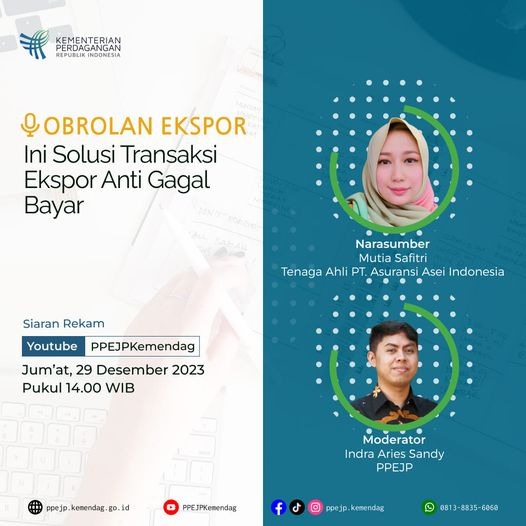 KEMENTERIAN
PERDAGANGAN
REPUBLIK INDONESIA
OBROLAN EKSPOR
Ini Solusi Transaksi
Ekspor Anti Gagal
Bayar
Siaran Rekam
Youtube PPEJPKemendag
Jum'at, 29 Desember 2023
Pukul 14.00 WIB
Narasumber
Mutia Safitri
Tenaga Ahli PT. Asuransi Asei Indonesia
Moderator
Indra Aries Sandy
PPEJP
ppejp.kemendag.go.id
PPEJPKemendag
ppejp.kemendag
0813-8835-6060